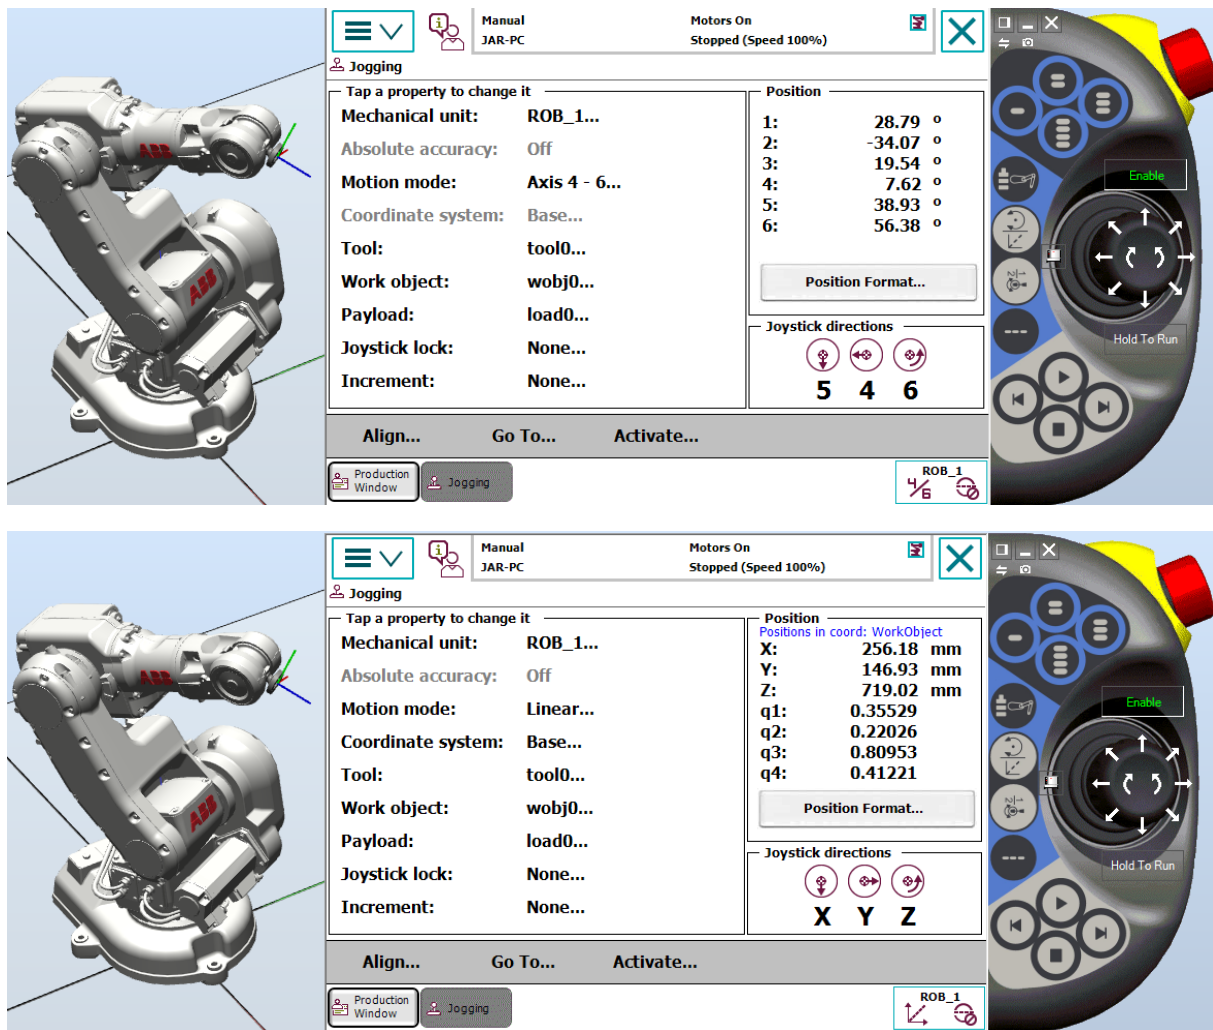 Manual
JAR-PC
Motors On
Stopped (Speed 100%)
Jogging
Tap a property to change it
Mechanical unit: ROB_1...
Absolute accuracy: Off
Motion mode: Axis 4 - 6...
Coordinate system: Base...
Tool: tool0...
Work object: wobj0...
Payload: load0...
Joystick lock: None...
Increment: None...
Position
1: 28.79 º
2: -34.07 º
3: 19.54 º
4: 7.62 º
5: 38.93 º
6: 56.38 º
Position Format...
Joystick directions
5 4 6
Align... Go To... Activate...
Production
Window
Jogging
ROB_1
4/6
Enable
Hold To Run
ABB
ABB
Manual
JAR-PC
Motors On
Stopped (Speed 100%)
Jogging
Tap a property to change it
Mechanical unit: ROB_1...
Absolute accuracy: Off
Motion mode: Linear...
Coordinate system: Base...
Tool: tool0...
Work object: wobj0...
Payload: load0...
Joystick lock: None...
Increment: None...
Position
Positions in coord: WorkObject
X: 256.18 mm
Y: 146.93 mm
Z: 719.02 mm
q1: 0.35529
q2: 0.22026
q3: 0.80953
q4: 0.41221
Position Format...
Joystick directions
X Y Z
Align... Go To... Activate...
Production
Window
Jogging
ROB_1
Enable
Hold To Run
ABB
ABB